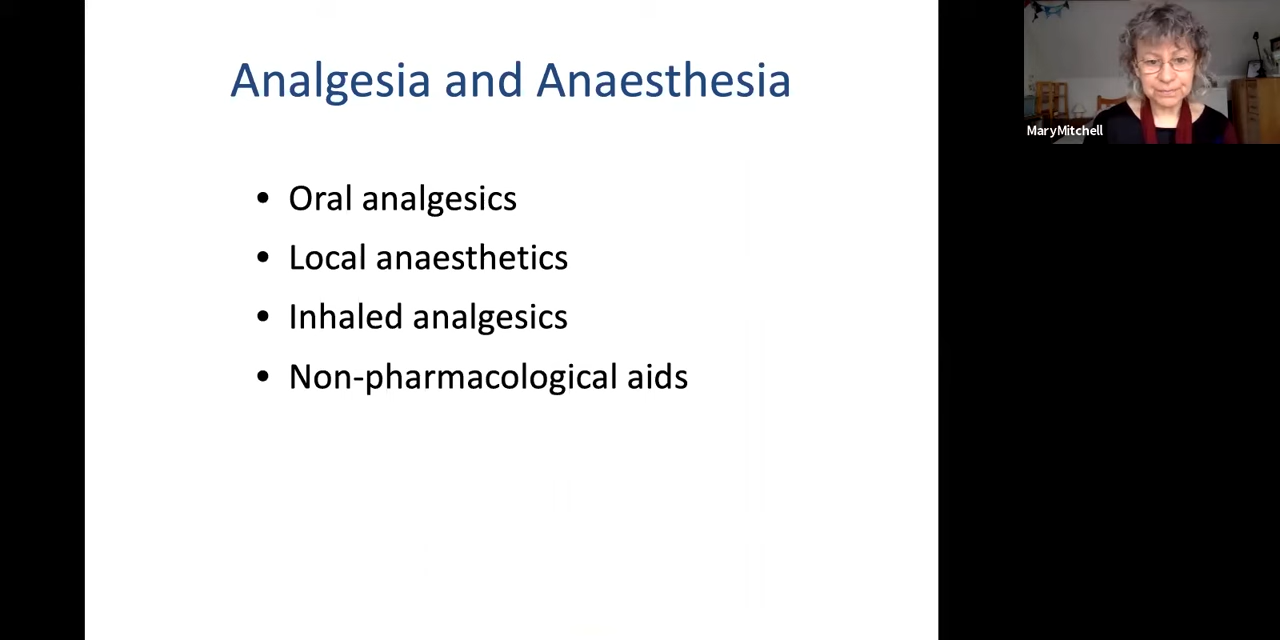 Analgesia and Anaesthesia
• Oral analgesics
• Local anaesthetics
• Inhaled analgesics
• Non-pharmacological aids
MaryMitchell